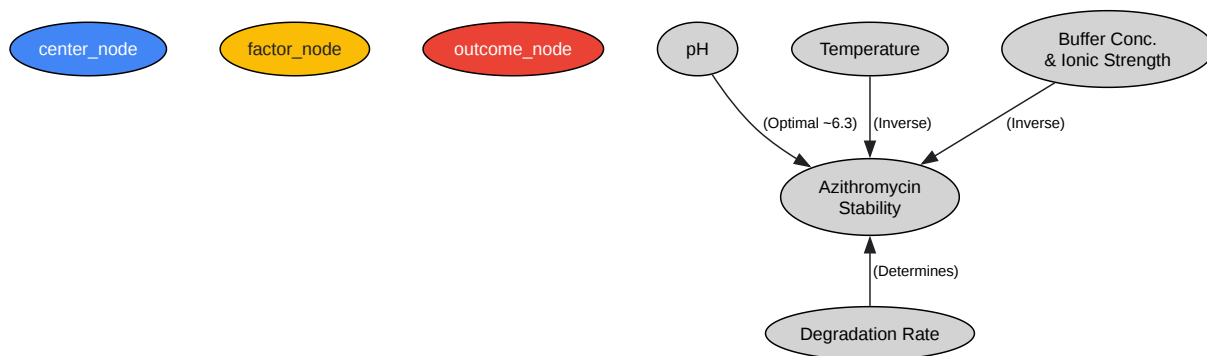 center_node
factor_node
outcome_node
pH
Temperature
Buffer Conc.
& Ionic Strength
(Optimal ~6.3)
(Inverse)
(Inverse)
Azithromycin
Stability
(Determines)
Degradation Rate